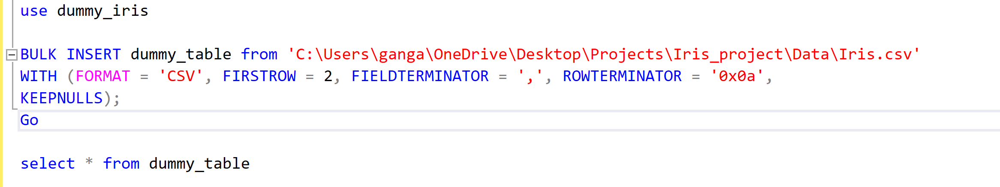 use dummy_iris
BULK INSERT dummy_table from 'C:\Users\ganga\OneDrive\Desktop\Projects\Iris_project\Data\Iris.csv'
WITH (FORMAT = 'CSV', FIRSTROW = 2, FIELDTERMINATOR = ',', ROWTERMINATOR = '0x0a',
KEEPNULLS);
Go
select * from dummy_table